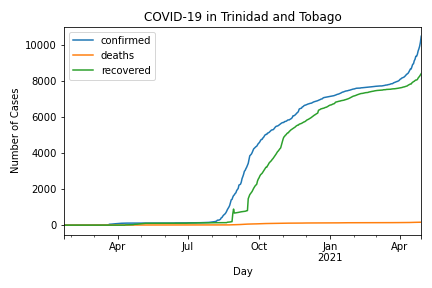 COVID-19 in Trinidad and Tobago
confirmed
deaths
recovered
Number of Cases
10000
8000
6000
4000
2000
0
Apr
Jul
Oct
Jan
2021
Apr
Day